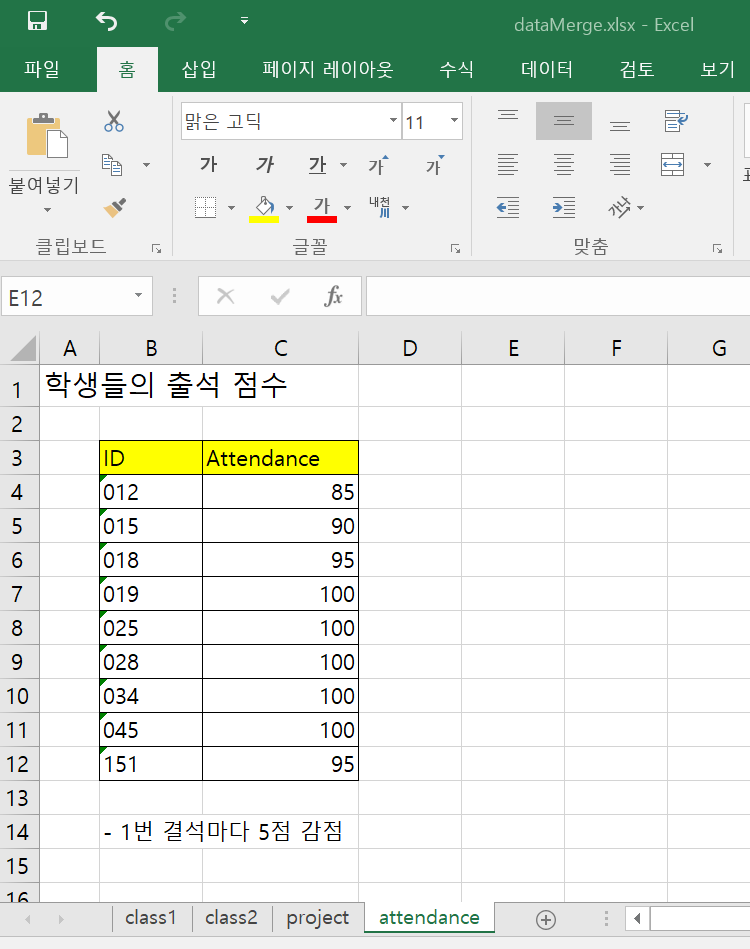 dataMerge.xlsx - Excel
파일 홈 삽입 페이지 레이아웃 수식 데이터 검토 보기
맑은 고딕 11
붙여넣기
가 가 가 가 가
가 내천 川
클립보드 글꼴 맞춤
E12 fx
A B C D E F G
1 학생들의 출석 점수
2
3 ID Attendance
4 012 85
5 015 90
6 018 95
7 019 100
8 025 100
9 028 100
10 034 100
11 045 100
12 151 95
13
14 - 1번 결석마다 5점 감점
15
16
class1 class2 project attendance